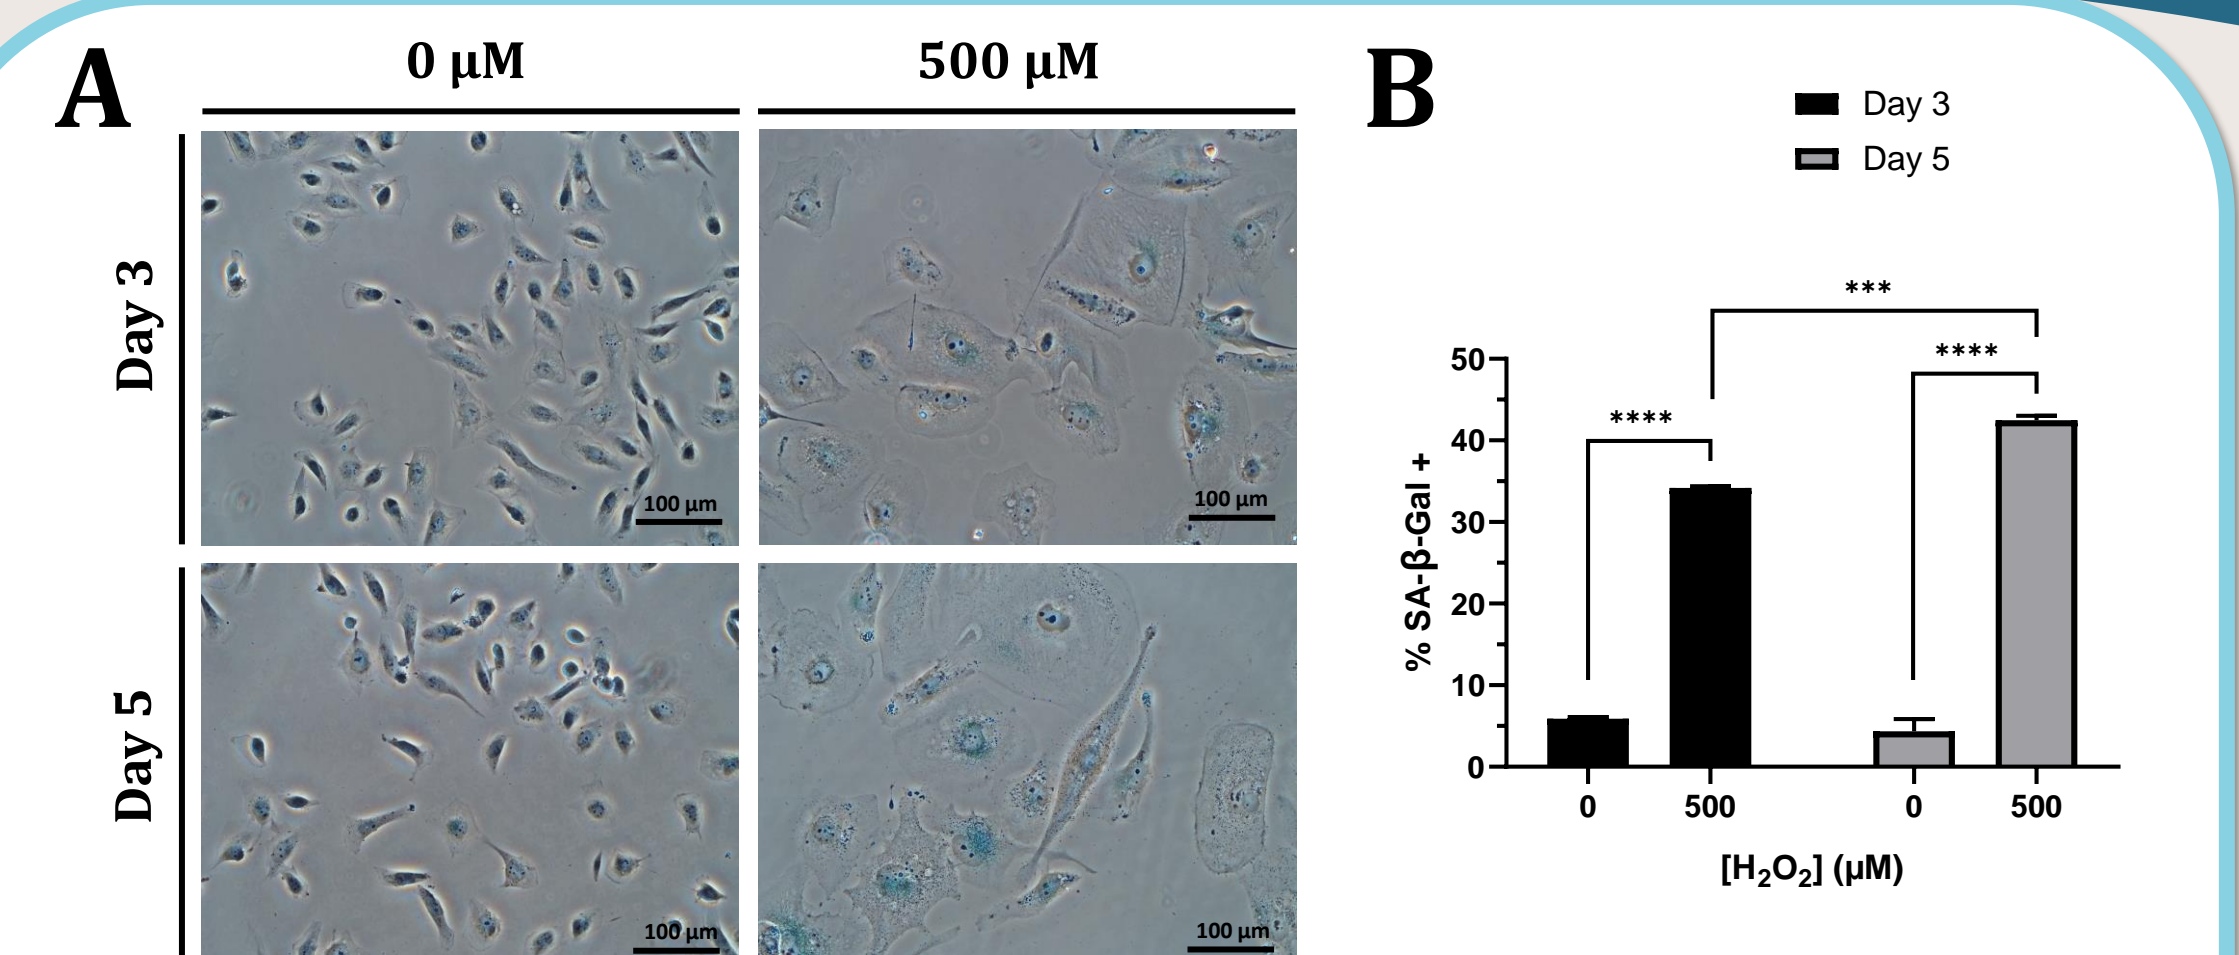 A
0 µM
500 µM
Day 3
100 µm
100 µm
Day 5
100 µm
100 µm
B
Day 3
Day 5
***
****
****
% SA-β-Gal +
50
40
30
20
10
0
0
500
0
500
[H₂O₂] (µM)